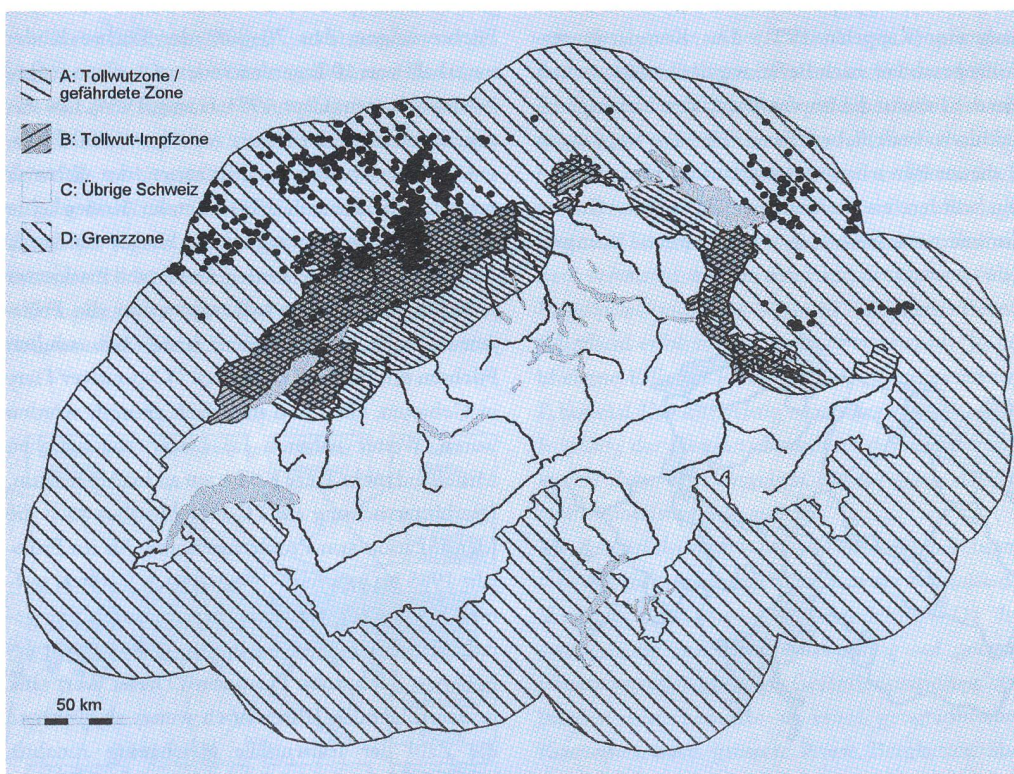 A: Tollwutzone /
gefährdete Zone
B: Tollwut-Impfzone
C: Übrige Schweiz
D: Grenzzone
50 km